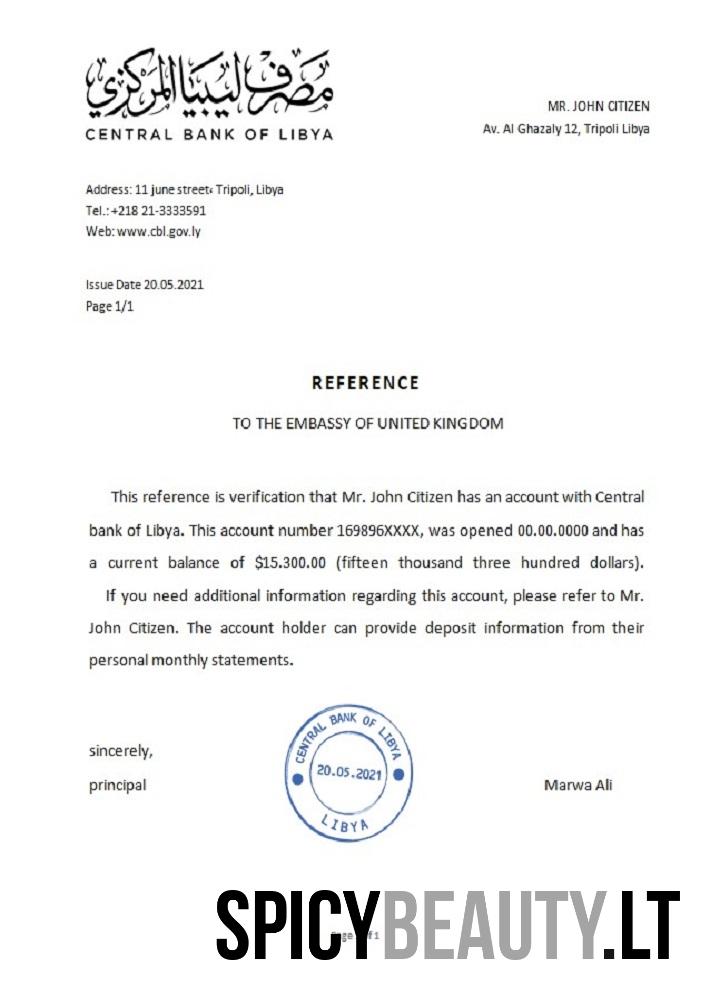 مصرف ليبيا المركزي
CENTRAL BANK OF LIBYA
MR. JOHN CITIZEN
Av. Al Ghazaly 12, Tripoli Libya
Address: 11 june street، Tripoli, Libya
Tel.: +218 21-3333591
Web: www.cbl.gov.ly
Issue Date 20.05.2021
Page 1/1
REFERENCE
TO THE EMBASSY OF UNITED KINGDOM
This reference is verification that Mr. John Citizen has an account with Central
bank of Libya. This account number 169896XXXX, was opened 00.00.0000 and has
a current balance of $15.300.00 (fifteen thousand three hundred dollars).
If you need additional information regarding this account, please refer to Mr.
John Citizen. The account holder can provide deposit information from their
personal monthly statements.
sincerely,
principal
CENTRAL BANK OF LIBYA
20.05.2021
LIBYA
Marwa Ali
SPICYBEAUTY.LT